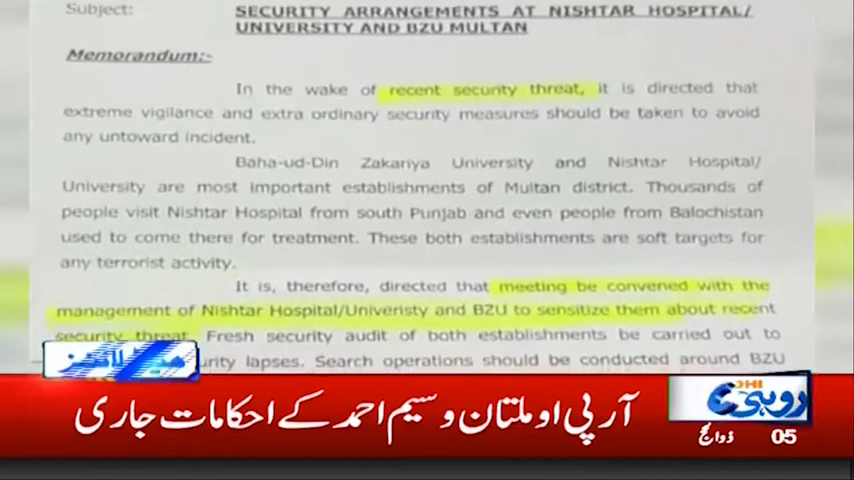 Subject: SECURITY ARRANGEMENTS AT NISHTAR HOSPITAL/
UNIVERSITY AND BZU MULTAN
Memorandum:-
In the wake of recent security threat, it is directed that
extreme vigilance and extra ordinary security measures should be taken to avoid
any untoward incident.
Baha-ud-Din Zakariya University and Nishtar Hospital/
University are most important establishments of Multan district. Thousands of
people visit Nishtar Hospital from south Punjab and even people from Balochistan
used to come there for treatment. These both establishments are soft targets for
any terrorist activity.
It is, therefore, directed that meeting be convened with the
management of Nishtar Hospital/Univeristy and BZU to sensitize them about recent
security threat. Fresh security audit of both establishments be carried out to
lapses. Search operations should be conducted around BZU
ہیڈلائنز
آر پی او ملتان وسیم احمد کے احکامات جاری
روہی
ROHI
05 ذوالحج